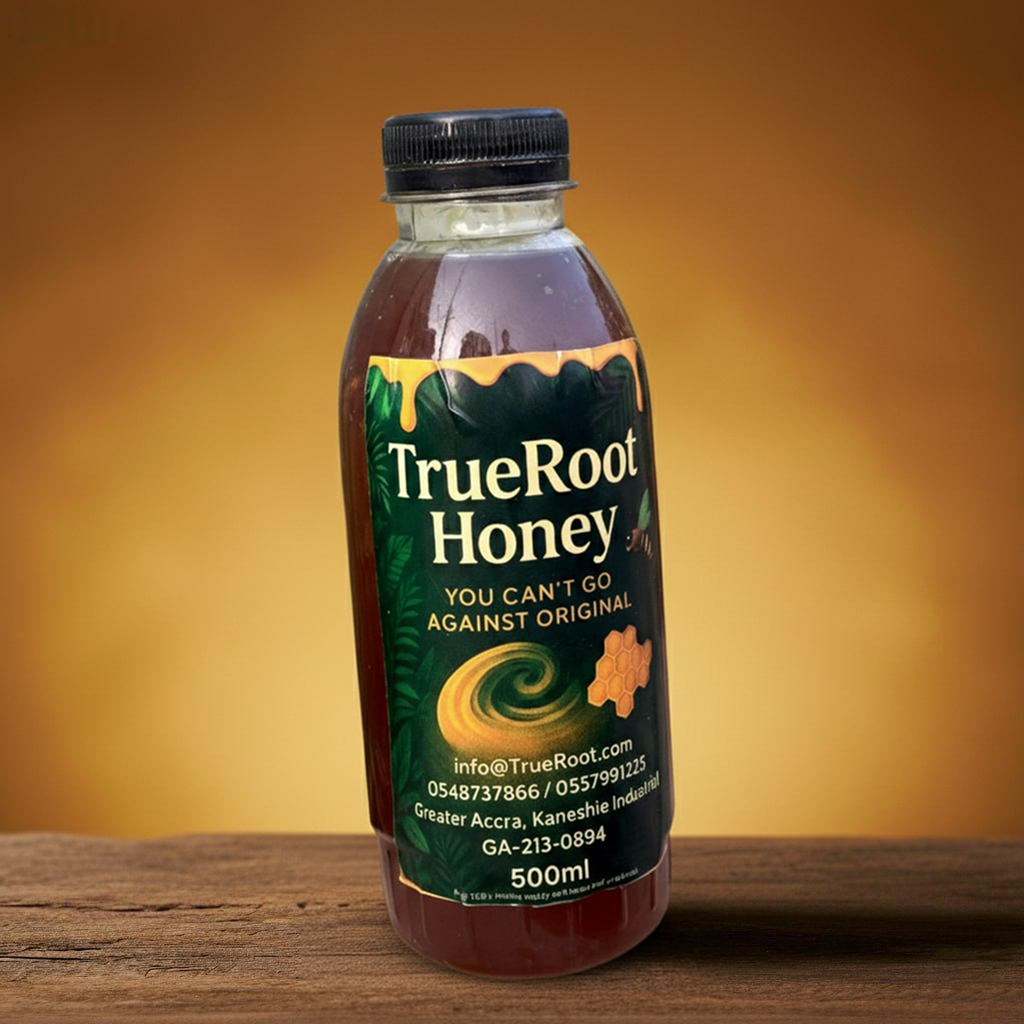 TrueRoot
Honey
YOU CAN'T GO
AGAINST ORIGINAL
info@TrueRoot.com
0548737866 / 0557991225
Greater Accra, Kaneshie Industrial
GA-213-0894
500ml